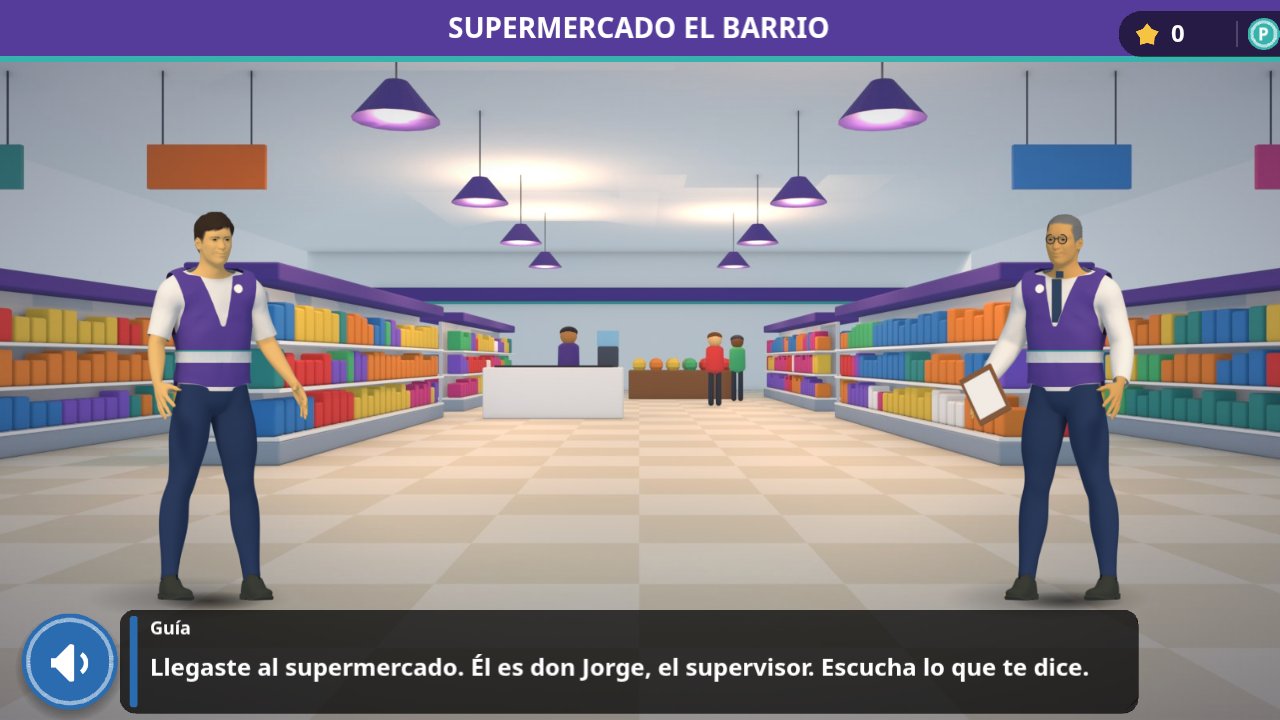 SUPERMERCADO EL BARRIO
0
P
Guía
Llegaste al supermercado. Él es don Jorge, el supervisor. Escucha lo que te dice.